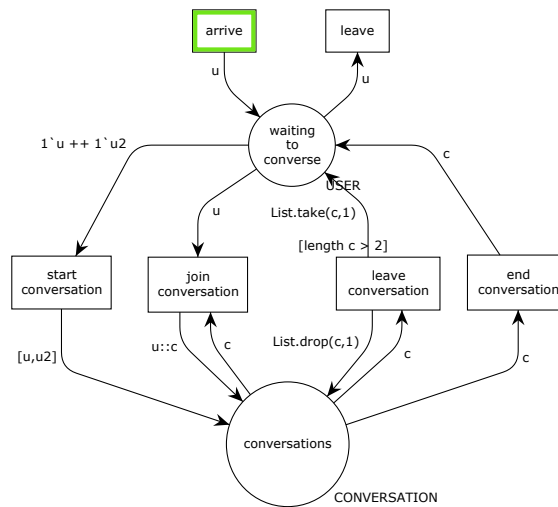 arrive
leave
u
u
waiting
to
converse
USER
1`u ++ 1`u2
c
u
List.take(c,1)
[length c > 2]
start
conversation
join
conversation
leave
conversation
end
conversation
[u,u2]
u::c
c
List.drop(c,1)
c
c
conversations
CONVERSATION